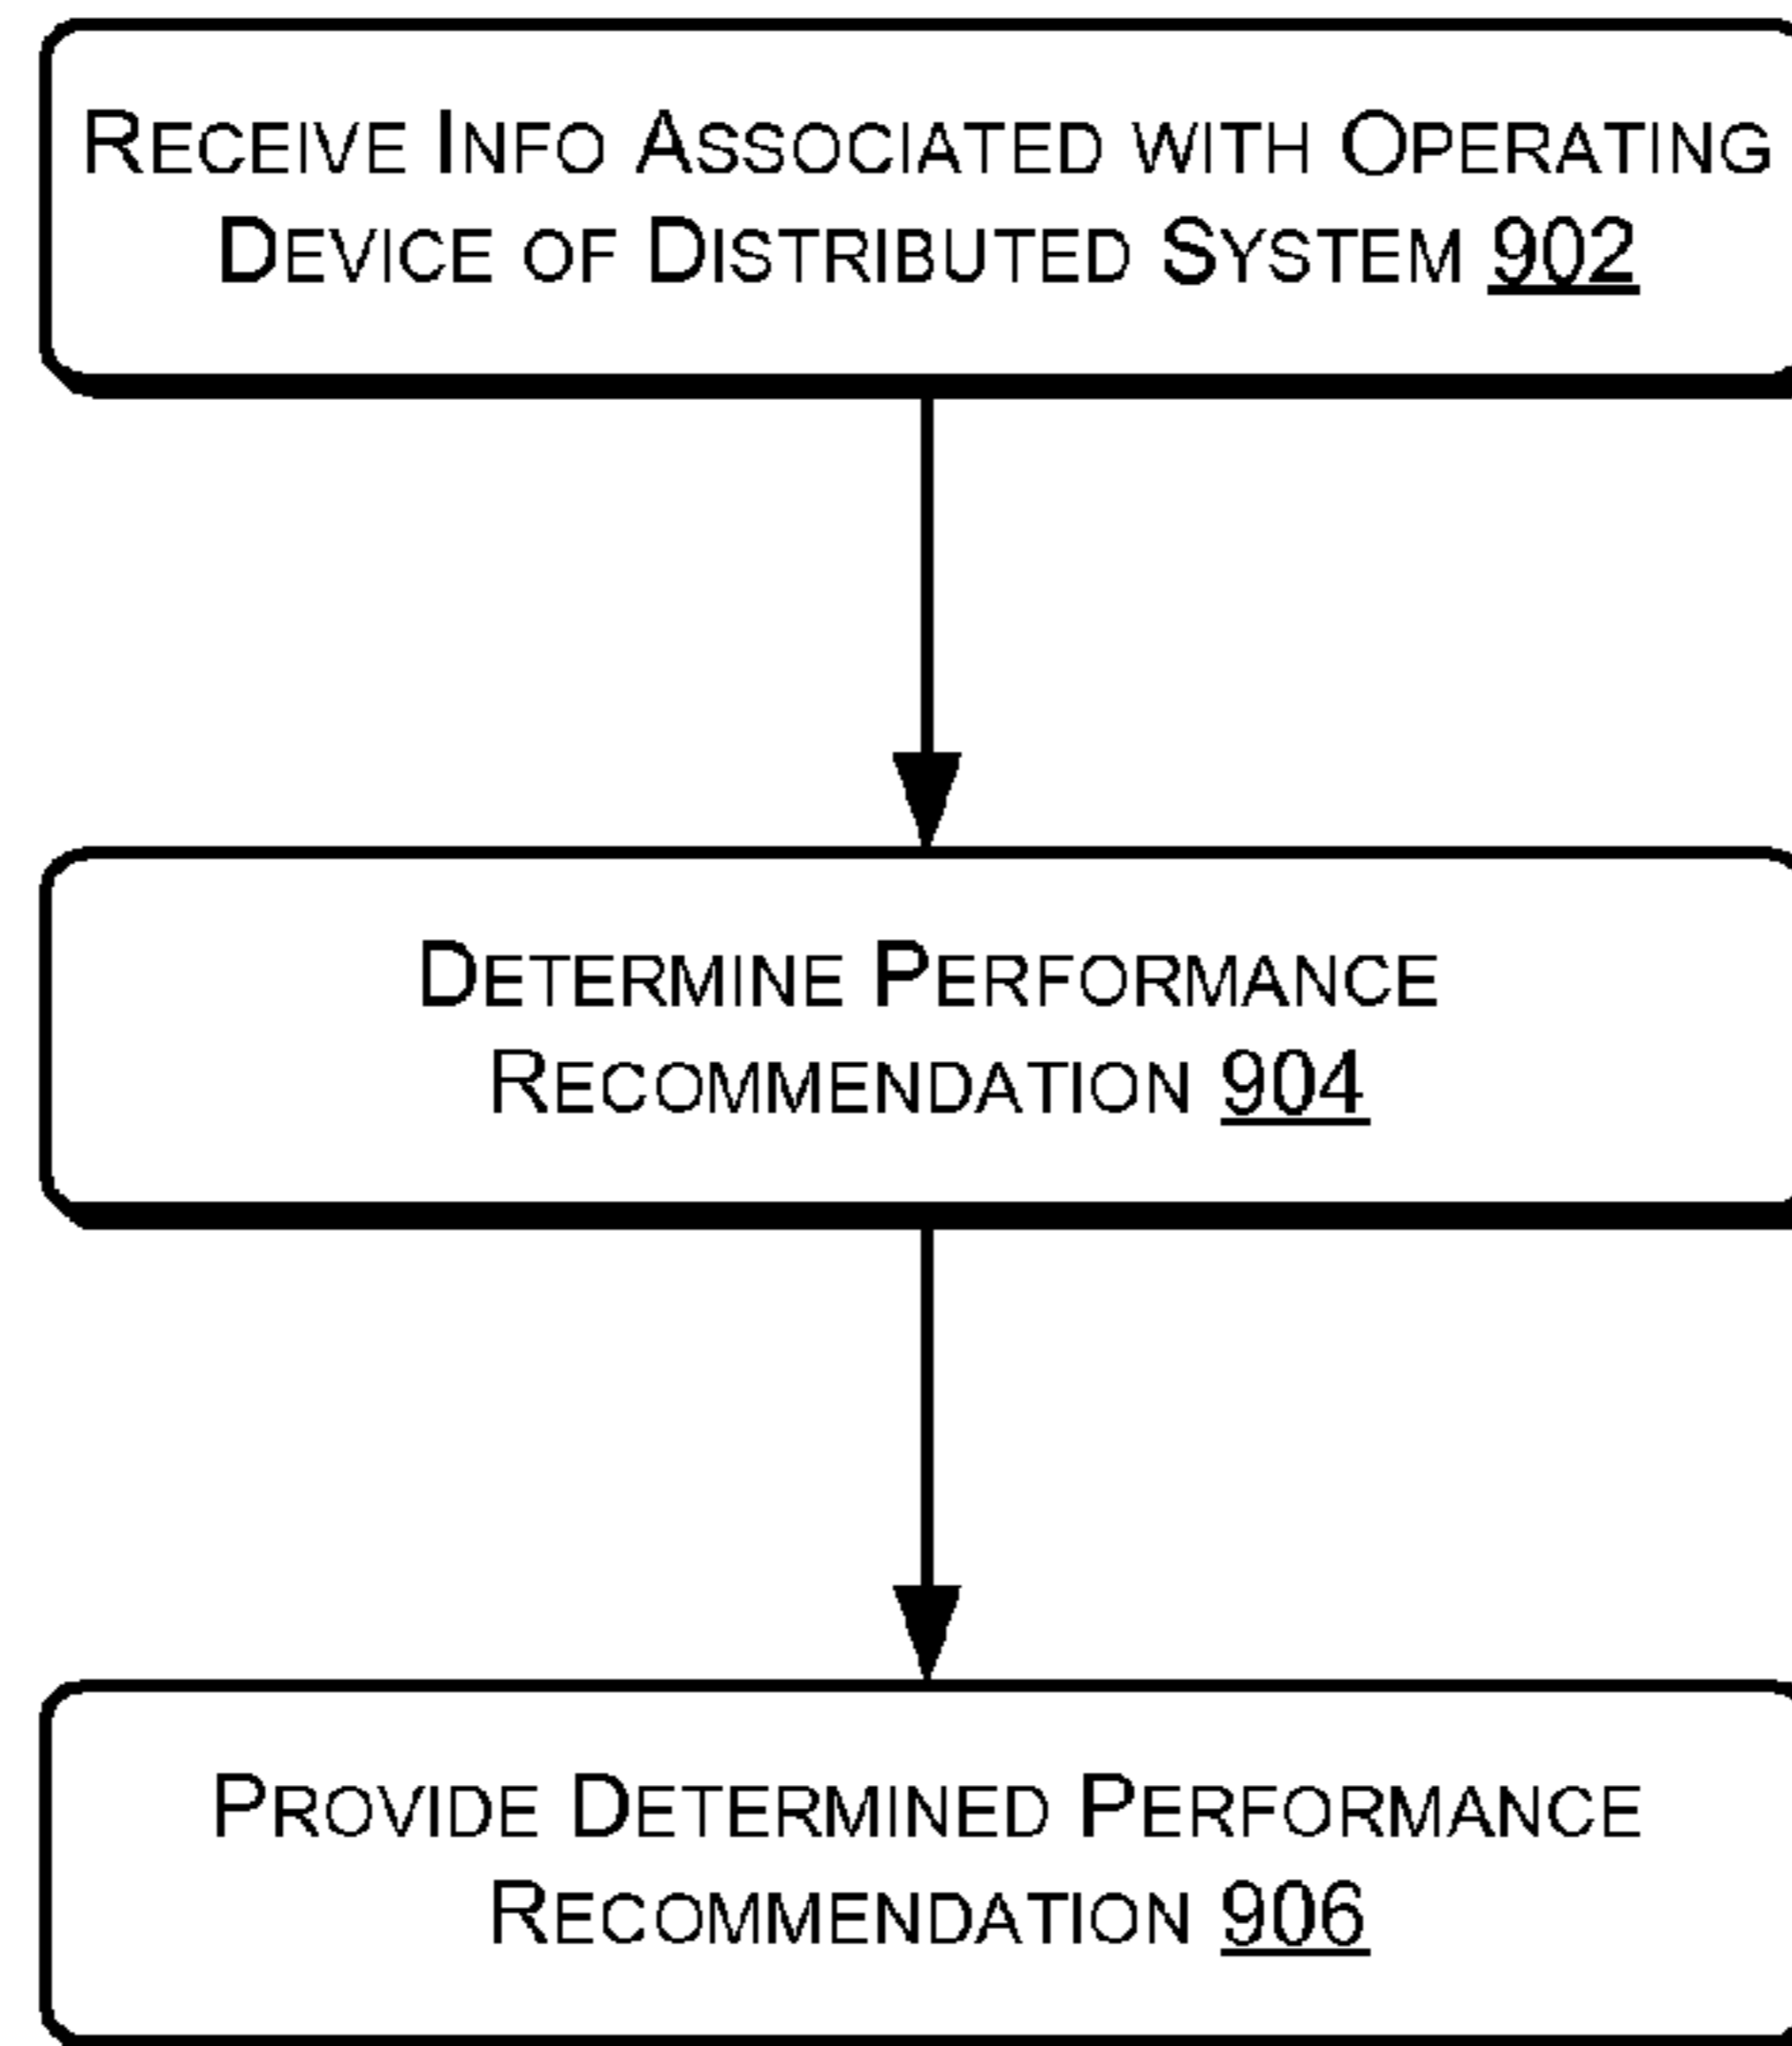 RECEIVE INFO ASSOCIATED WITH OPERATING
DEVICE OF DISTRIBUTED SYSTEM 902
DETERMINE PERFORMANCE
RECOMMENDATION 904
PROVIDE DETERMINED PERFORMANCE
RECOMMENDATION 906